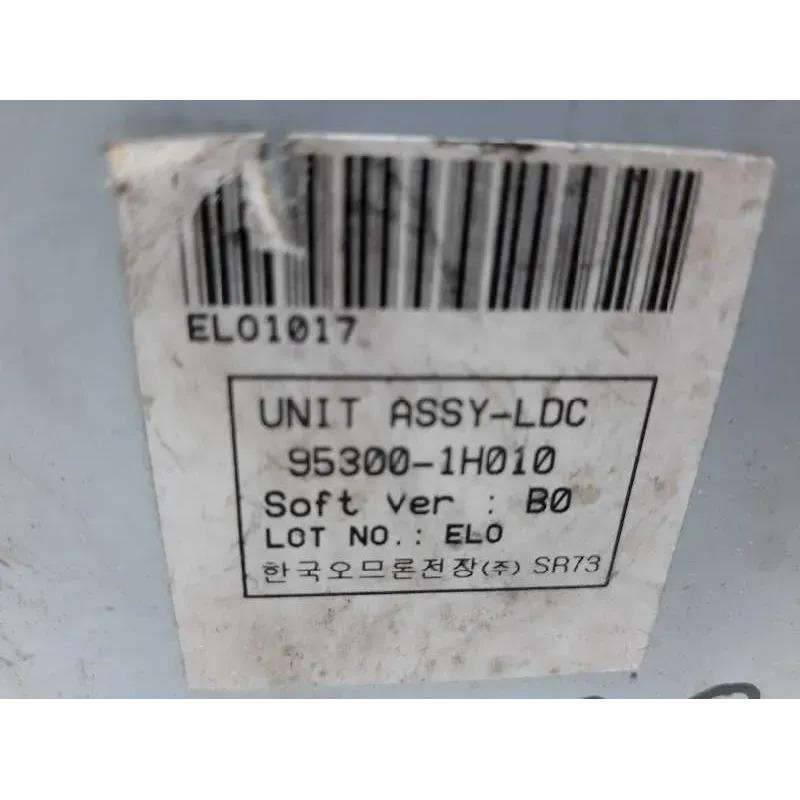 ELO1017
UNIT ASSY-LDC
95300-1H010
Soft ver : B0
LOT NO.: ELO
한국오므론전장(주) SR73